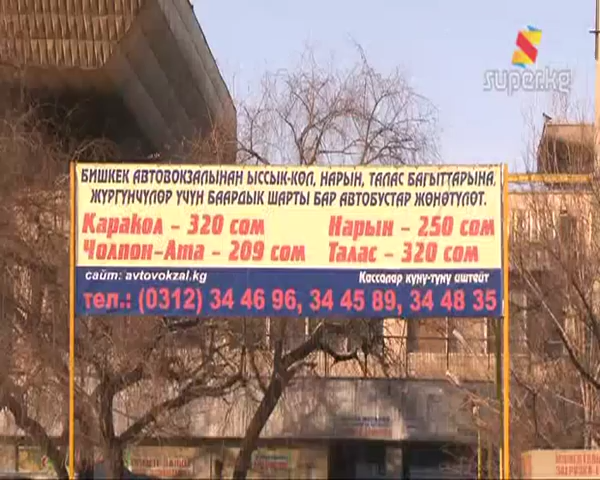 super.kg
БИШКЕК АВТОВОКЗАЛЫНАН ЫССЫК-КӨЛ, НАРЫН, ТАЛАС БАГЫТТАРЫНА,
ЖҮРГҮНЧҮЛӨР ҮЧҮН БААРДЫК ШАРТЫ БАР АВТОБУСТАР ЖӨНӨТҮЛӨТ.
Каракол - 320 сом Нарын - 250 сом
Чолпон-Ата - 209 сом Талас - 320 сом
сайт: avtovokzal.kg Кассалар куну-туну иштейт
тел.: (0312) 34 46 96, 34 45 89, 34 48 35